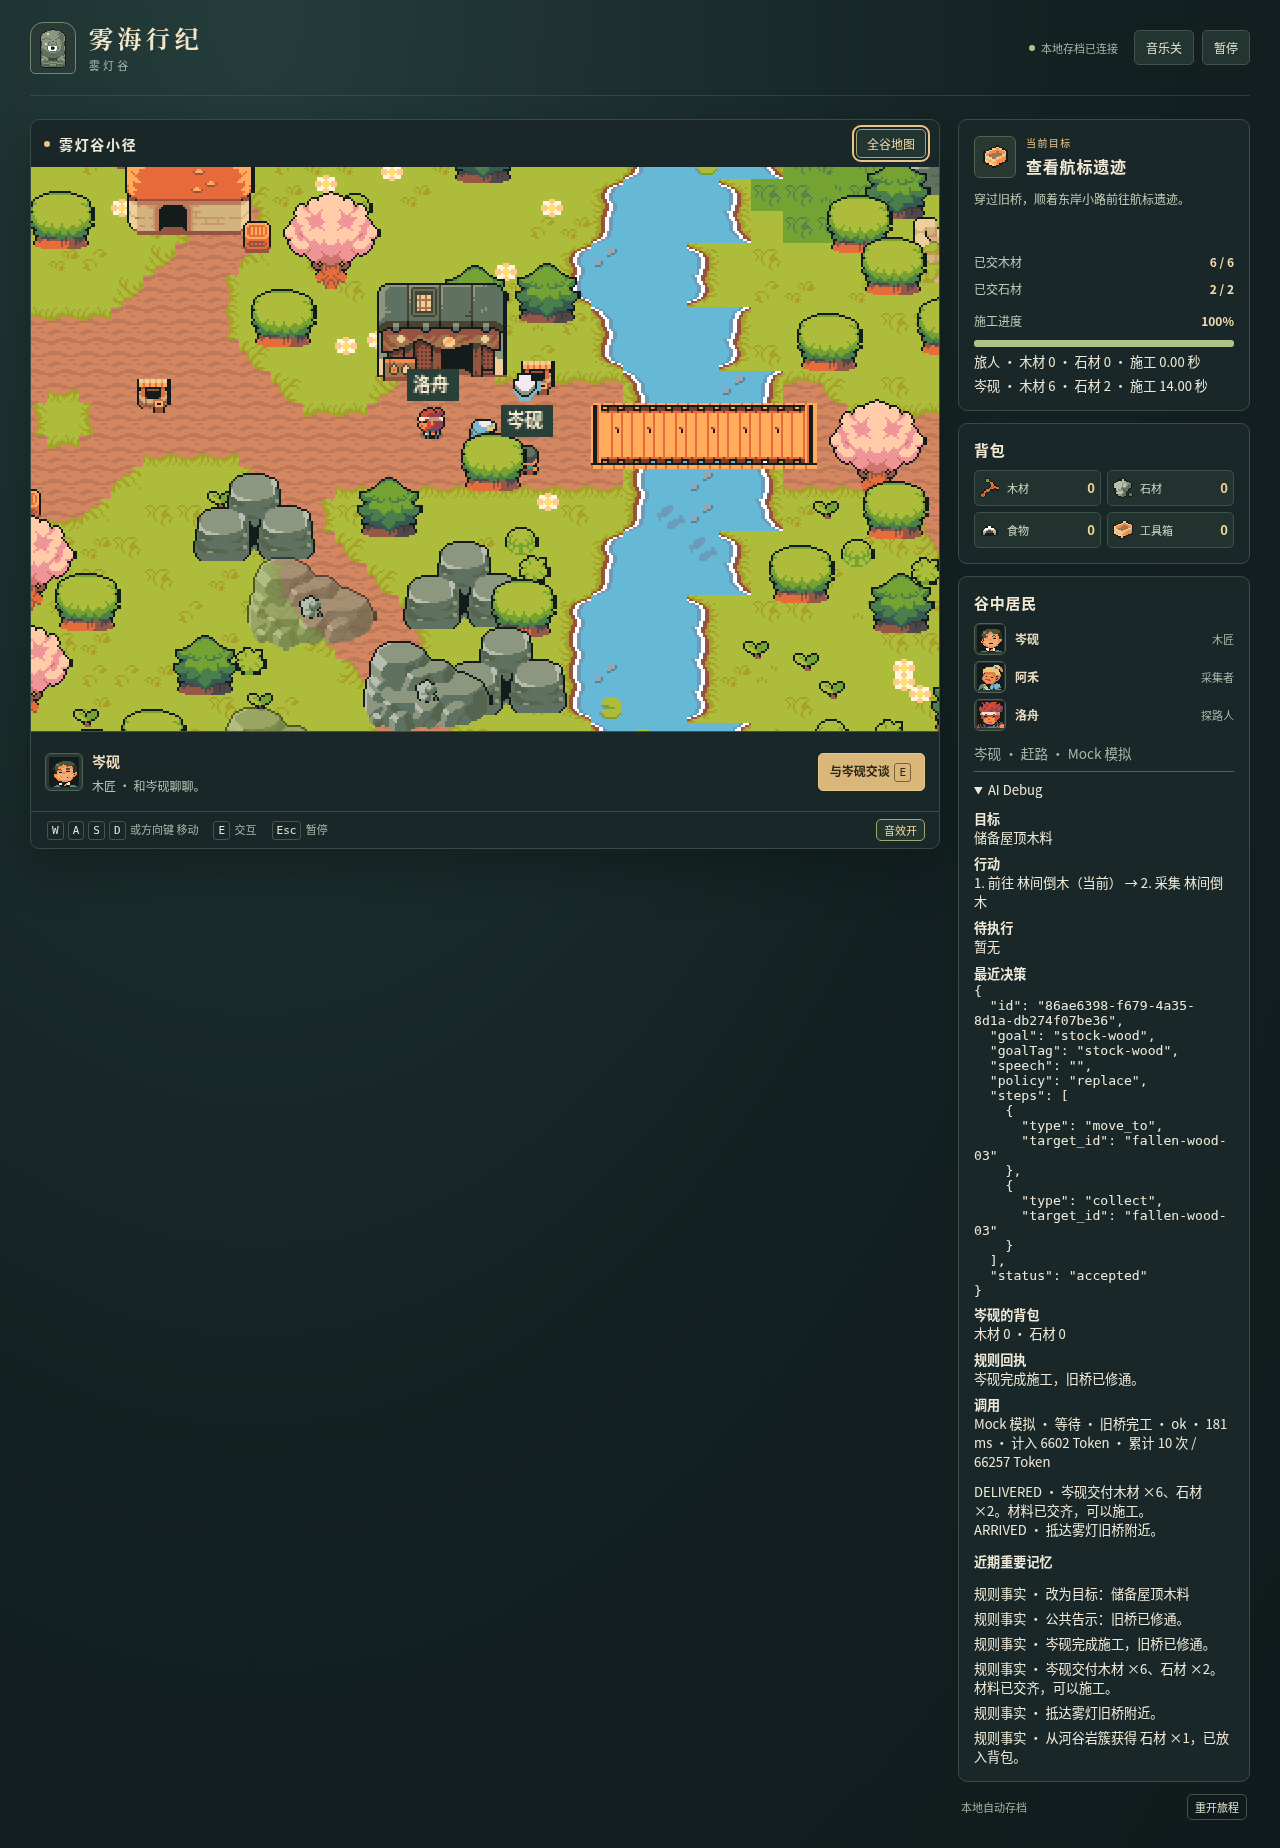 雾海行纪
雾灯谷
本地存档已连接
音乐关
暂停
雾灯谷小径
全谷地图
洛舟
岑砚
岑砚
木匠 · 和岑砚聊聊。
与岑砚交谈 E
W A S D 或方向键 移动 E 交互 Esc 暂停
音效开
当前目标
查看航标遗迹
穿过旧桥，顺着东岸小路前往航标遗迹。
已交木材 6 / 6
已交石材 2 / 2
施工进度 100%
旅人 · 木材 0 · 石材 0 · 施工 0.00 秒
岑砚 · 木材 6 · 石材 2 · 施工 14.00 秒
背包
木材 0 石材 0
食物 0 工具箱 0
谷中居民
岑砚 木匠
阿禾 采集者
洛舟 探路人
岑砚 · 赶路 · Mock 模拟
▼ AI Debug
目标
储备屋顶木料
行动
1. 前往 林间倒木（当前） → 2. 采集 林间倒
木
待执行
暂无
最近决策
{
"id": "86ae6398-f679-4a35-
8d1a-db274f07be36",
"goal": "stock-wood",
"goalTag": "stock-wood",
"speech": "",
"policy": "replace",
"steps": [
{
"type": "move_to",
"target_id": "fallen-wood-
03"
},
{
"type": "collect",
"target_id": "fallen-wood-
03"
}
],
"status": "accepted"
}
岑砚的背包
木材 0 · 石材 0
规则回执
岑砚完成施工，旧桥已修通。
调用
Mock 模拟 · 等待 · 旧桥完工 · ok · 181
ms · 计入 6602 Token · 累计 10 次 /
66257 Token
DELIVERED · 岑砚交付木材 ×6、石材
×2。材料已交齐，可以施工。
ARRIVED · 抵达雾灯旧桥附近。
近期重要记忆
规则事实 · 改为目标：储备屋顶木料
规则事实 · 公共告示：旧桥已修通。
规则事实 · 岑砚完成施工，旧桥已修通。
规则事实 · 岑砚交付木材 ×6、石材 ×2。
材料已交齐，可以施工。
规则事实 · 抵达雾灯旧桥附近。
规则事实 · 从河谷岩簇获得 石材 ×1，已放
入背包。
本地自动存档
重开旅程